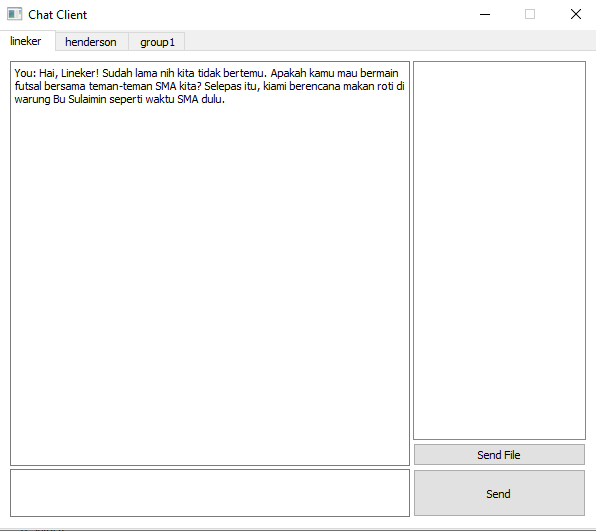 Chat Client
lineker henderson group1
You: Hai, Lineker! Sudah lama nih kita tidak bertemu. Apakah kamu mau bermain
futsal bersama teman-teman SMA kita? Selepas itu, kiami berencana makan roti di
warung Bu Sulaimin seperti waktu SMA dulu.
Send File
Send